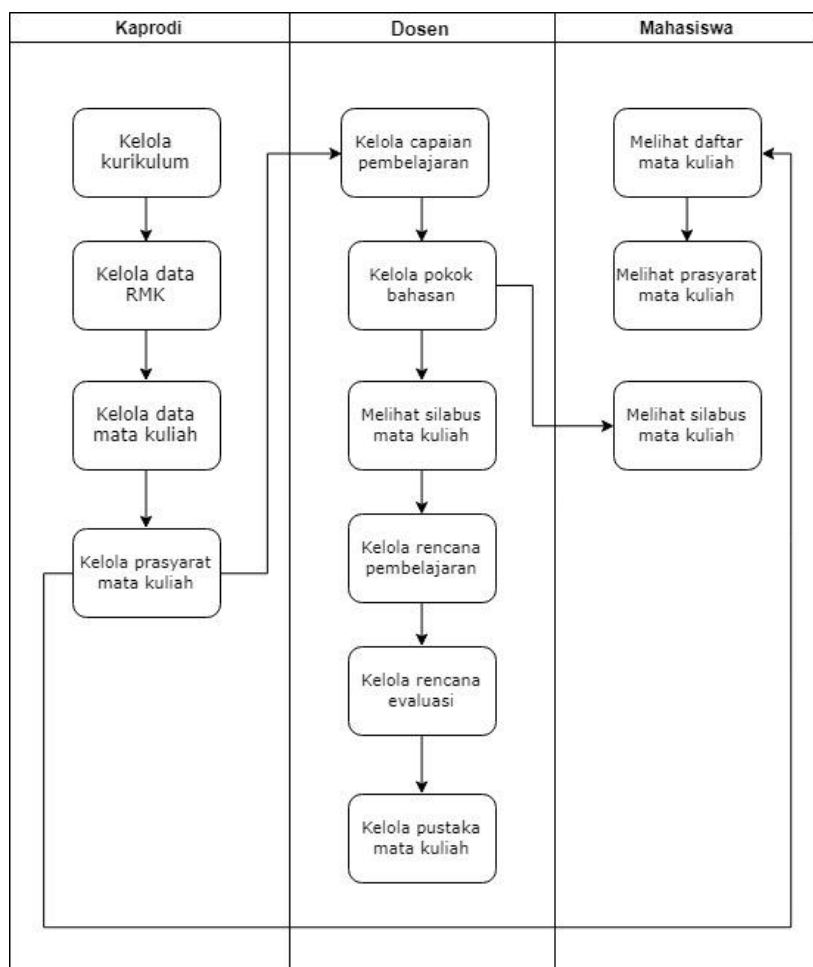 Kaprodi
Dosen
Mahasiswa
Kelola
kurikulum
Kelola data
RMK
Kelola data
mata kuliah
Kelola prasyarat
mata kuliah
Kelola capaian
pembelajaran
Kelola pokok
bahasan
Melihat silabus
mata kuliah
Kelola rencana
pembelajaran
Kelola rencana
evaluasi
Kelola pustaka
mata kuliah
Melihat daftar
mata kuliah
Melihat prasyarat
mata kuliah
Melihat silabus
mata kuliah